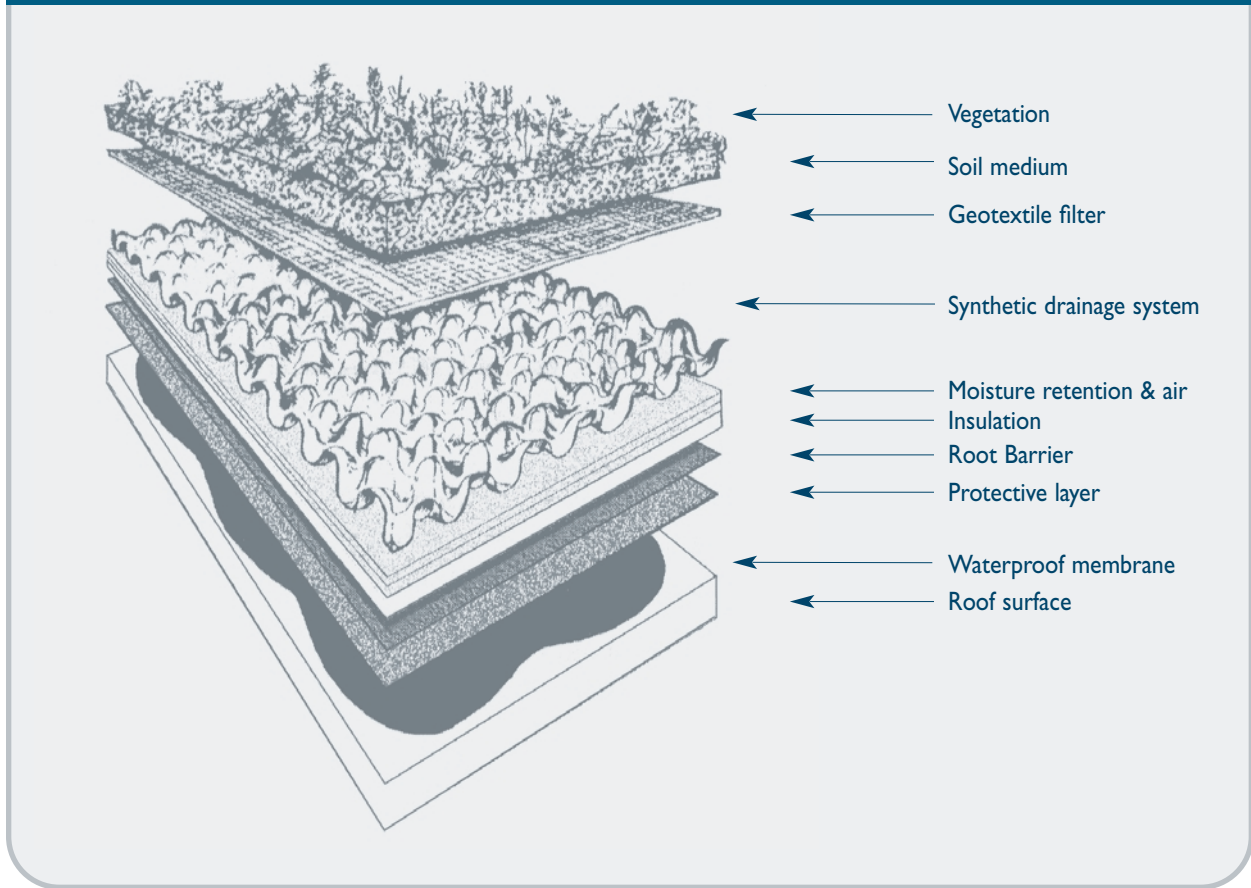 Vegetation
Soil medium
Geotextile filter
Synthetic drainage system
Moisture retention & air
Insulation
Root Barrier
Protective layer
Waterproof membrane
Roof surface